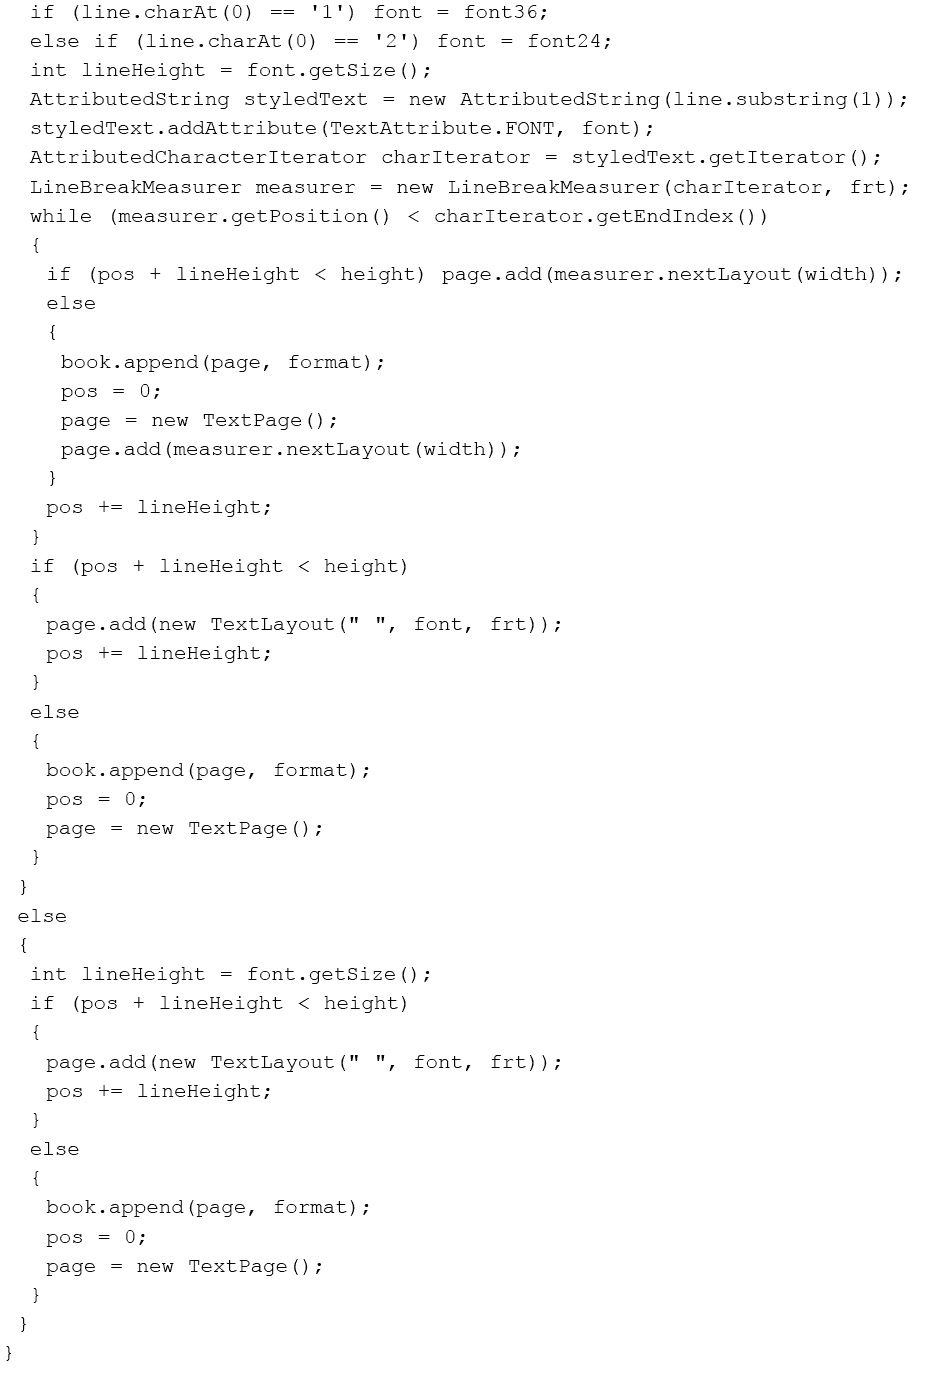 if (line.charAt(0) == '1') font = font36;
else if (line.charAt(0) == '2') font = font24;
int lineHeight = font.getSize();
AttributedString styledText = new AttributedString(line.substring(1));
styledText.addAttribute(TextAttribute.FONT, font);
AttributedCharacterIterator charIterator = styledText.getIterator();
LineBreakMeasurer measurer = new LineBreakMeasurer(charIterator, frt);
while (measurer.getPosition() < charIterator.getEndIndex())
{
if (pos + lineHeight < height) page.add(measurer.nextLayout(width));
else
{
book.append(page, format);
pos = 0;
page = new TextPage();
page.add(measurer.nextLayout(width));
}
pos += lineHeight;
}
if (pos + lineHeight < height)
{
page.add(new TextLayout(" ", font, frt));
pos += lineHeight;
}
else
{
book.append(page, format);
pos = 0;
page = new TextPage();
}
}
else
{
int lineHeight = font.getSize();
if (pos + lineHeight < height)
{
page.add(new TextLayout(" ", font, frt));
pos += lineHeight;
}
else
{
book.append(page, format);
pos = 0;
page = new TextPage();
}
}
}